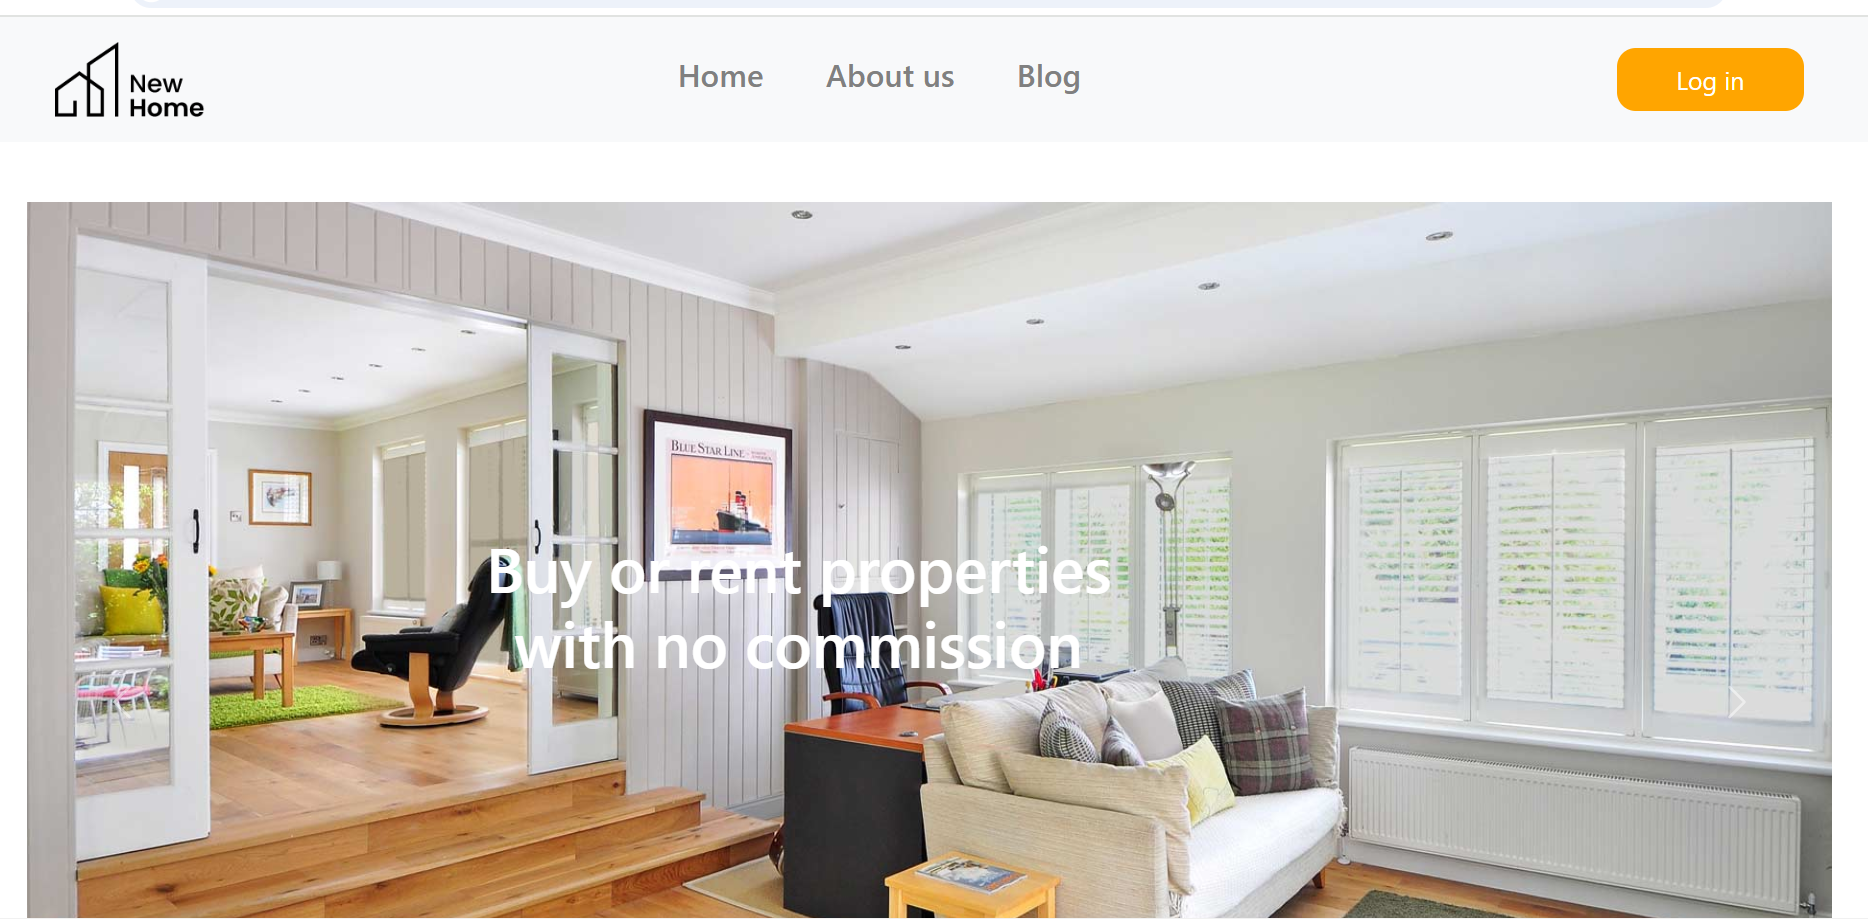 New
Home
Home
About us
Blog
Log in
BLUE STAR LINE
Buy or rent properties
with no commission